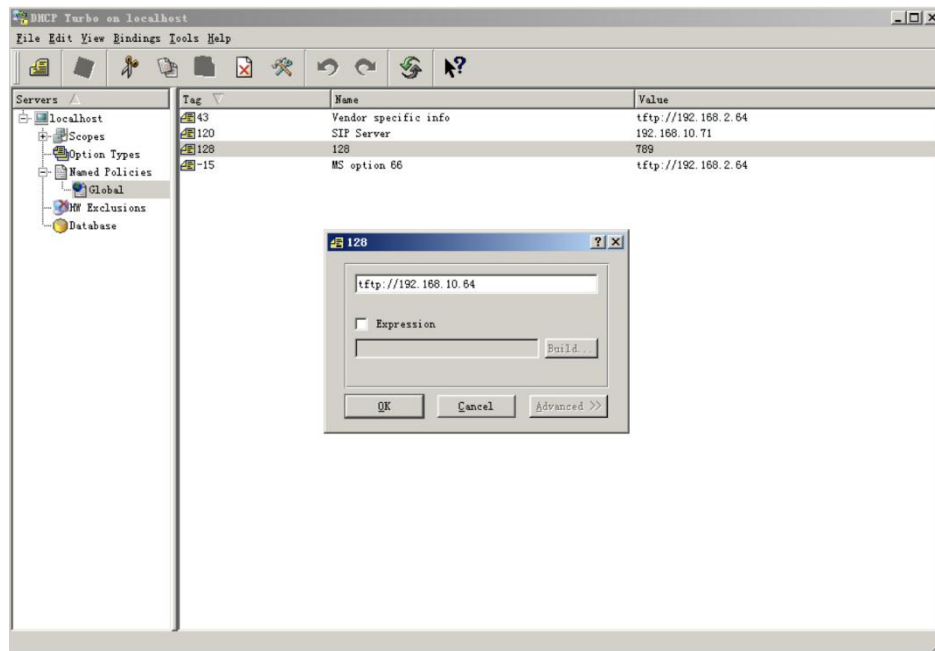 DHCP Turbo on localhost
File Edit View Bindings Tools Help
Servers
localhost
Scopes
Option Types
Named Policies
Global
HW Exclusions
Database
Tag Name Value
43 Vendor specific info tftp://192.168.2.64
120 SIP Server 192.168.10.71
128 128 789
-15 MS option 66 tftp://192.168.2.64
128
tftp://192.168.10.64
Expression
Build...
OK Cancel Advanced >>